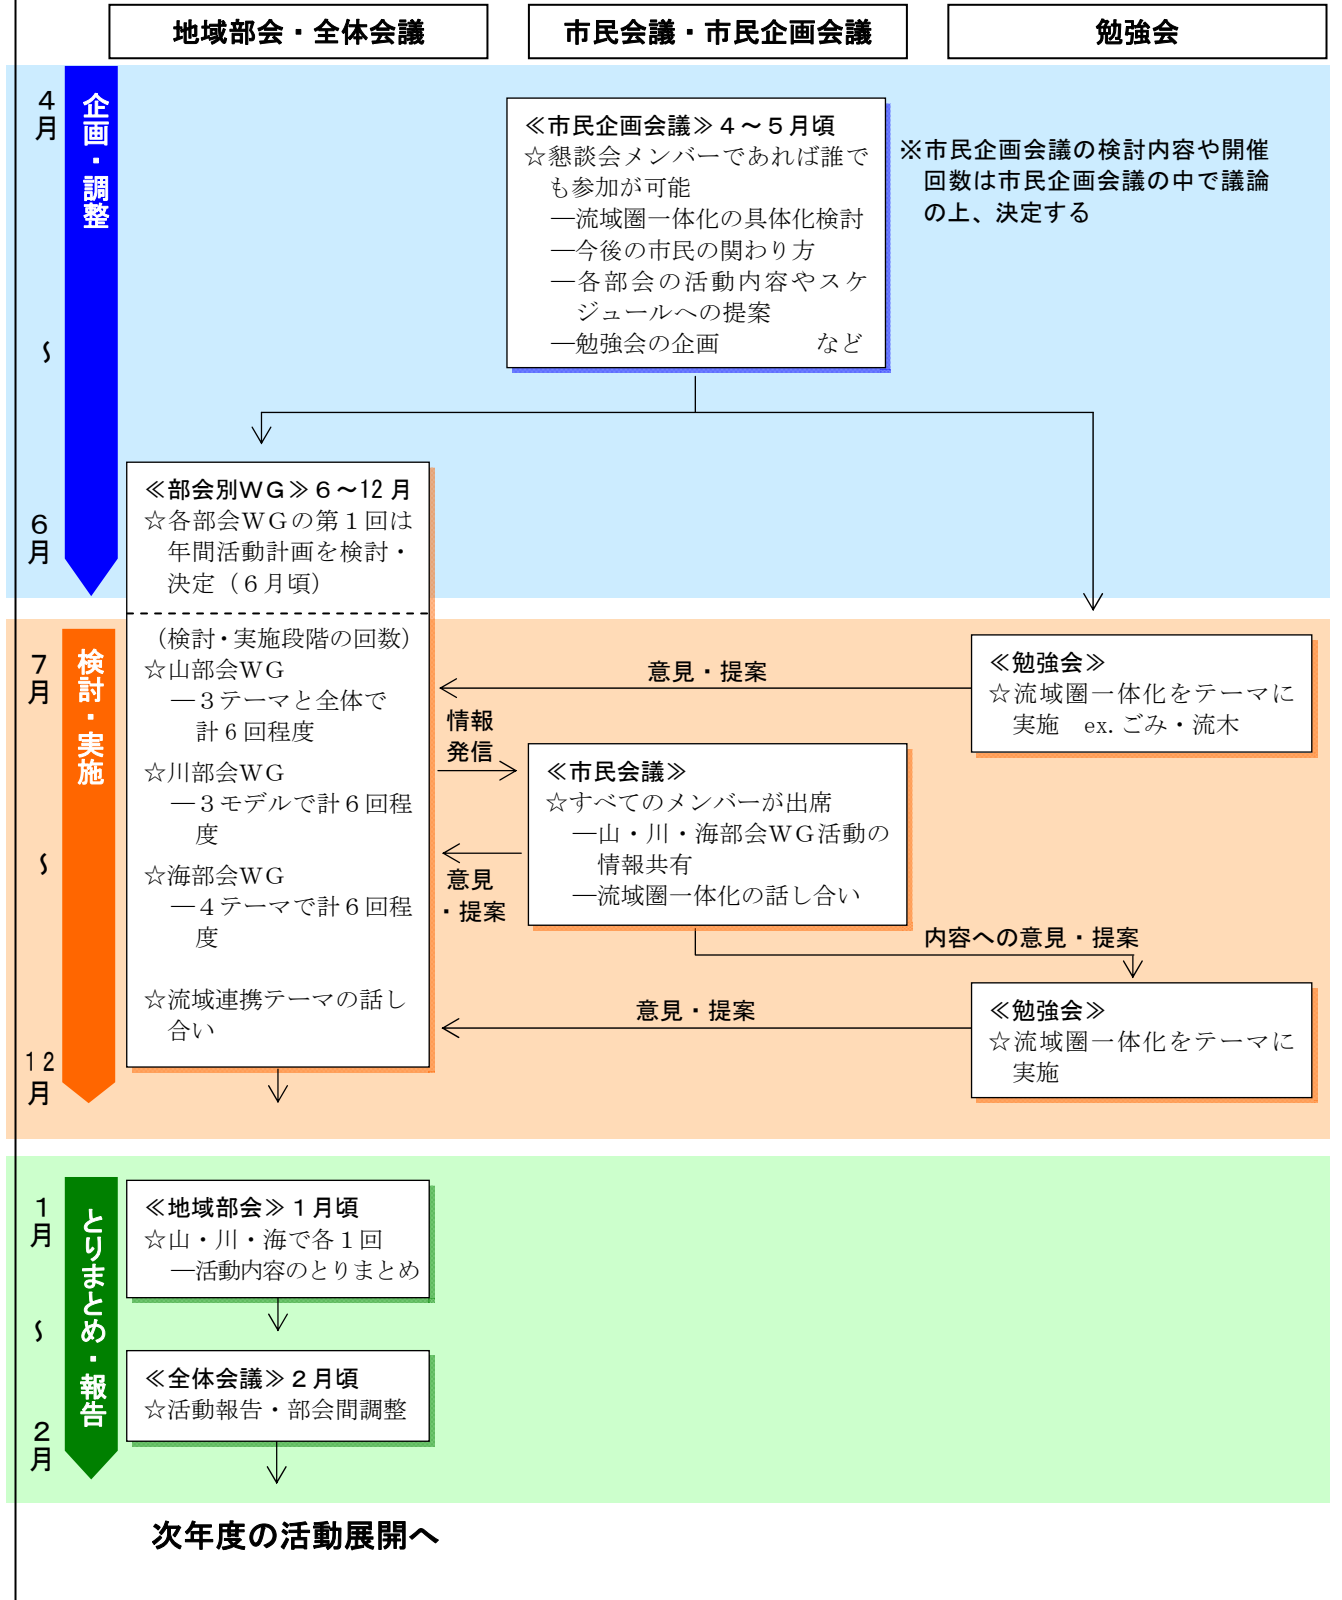 地域部会・全体会議
市民会議・市民企画会議
勉強会
企画・調整
4
月
～
6
月
≪市民企画会議≫４～５月頃
☆懇談会メンバーであれば誰で
も参加が可能
―流域圏一体化の具体化検討
―今後の市民の関わり方
―各部会の活動内容やスケ
ジュールへの提案
―勉強会の企画　など
※市民企画会議の検討内容や開催
回数は市民企画会議の中で議論
の上、決定する
≪部会別ＷＧ≫６～12 月
☆各部会ＷＧの第１回は
年間活動計画を検討・
決定（６月頃）
検討・実施
7
月
～
12
月
（検討・実施段階の回数）
☆山部会ＷＧ
―３テーマと全体で
計６回程度
☆川部会ＷＧ
―３モデルで計６回程
度
☆海部会ＷＧ
―４テーマで計６回程
度
☆流域連携テーマの話し
合い
意見・提案
≪勉強会≫
☆流域圏一体化をテーマに
実施　ex.ごみ・流木
情報
発信
≪市民会議≫
☆すべてのメンバーが出席
―山・川・海部会ＷＧ活動の
情報共有
―流域圏一体化の話し合い
意見
・提案
内容への意見・提案
意見・提案
≪勉強会≫
☆流域圏一体化をテーマに
実施
とりまとめ・報告
1
月
～
2
月
≪地域部会≫１月頃
☆山・川・海で各１回
―活動内容のとりまとめ
≪全体会議≫２月頃
☆活動報告・部会間調整
次年度の活動展開へ